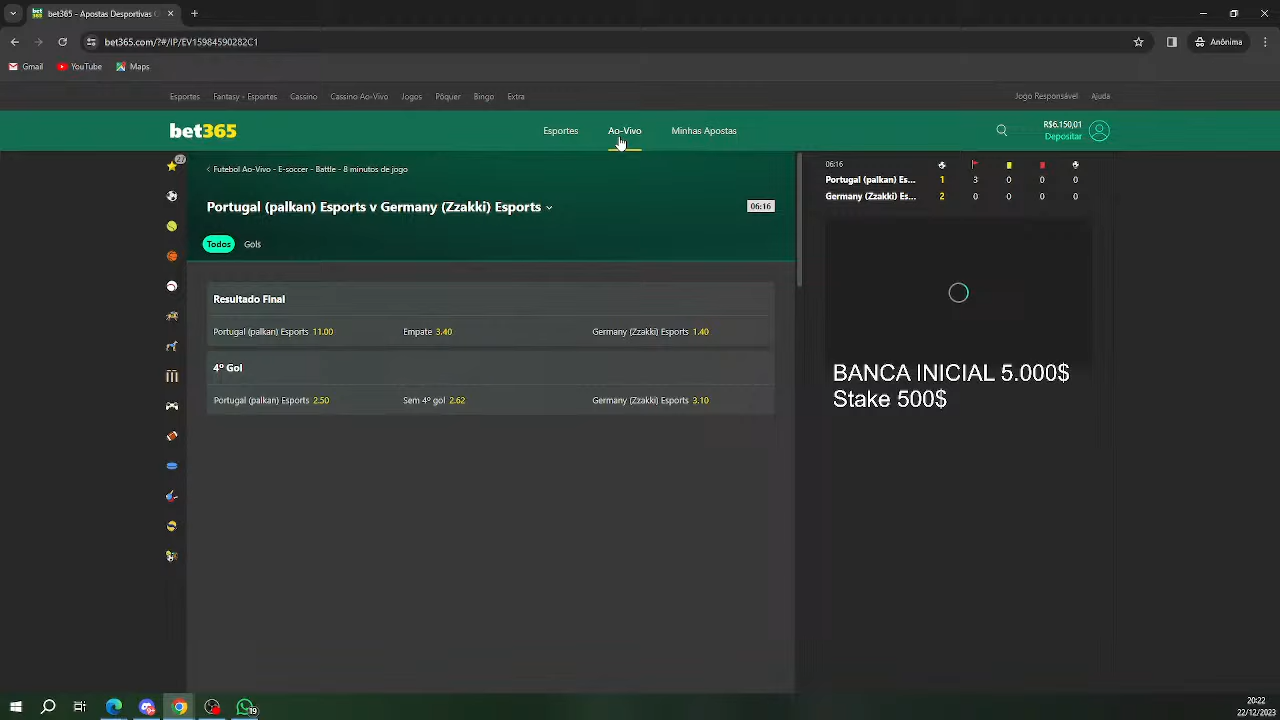 bet365 - Apostas Desportivas
bet365.com/?#/IP/EV15984590282C1
Anônima
Gmail
YouTube
Maps
Esportes
Fantasy - Esportes
Cassino
Cassino Ao-Vivo
Jogos
Pôquer
Bingo
Extra
Jogo Responsável
Ajuda
bet365
Esportes
Ao-Vivo
Minhas Apostas
R$6.150,01
Depositar
Futebol Ao-Vivo - E-soccer - Battle - 8 minutos de jogo
Portugal (palkan) Esports v Germany (Zzakki) Esports
06:16
Todos
Gols
Resultado Final
Portugal (palkan) Esports 11.00
Empate 3.40
Germany (Zzakki) Esports 1.40
4º Gol
Portugal (palkan) Esports 2.50
Sem 4º gol 2.62
Germany (Zzakki) Esports 3.10
06:16
Portugal (palkan) Es... 1 3 0 0 0
Germany (Zzakki) Es... 2 0 0 0 0
BANCA INICIAL 5.000$
Stake 500$
20:22
22/12/2023